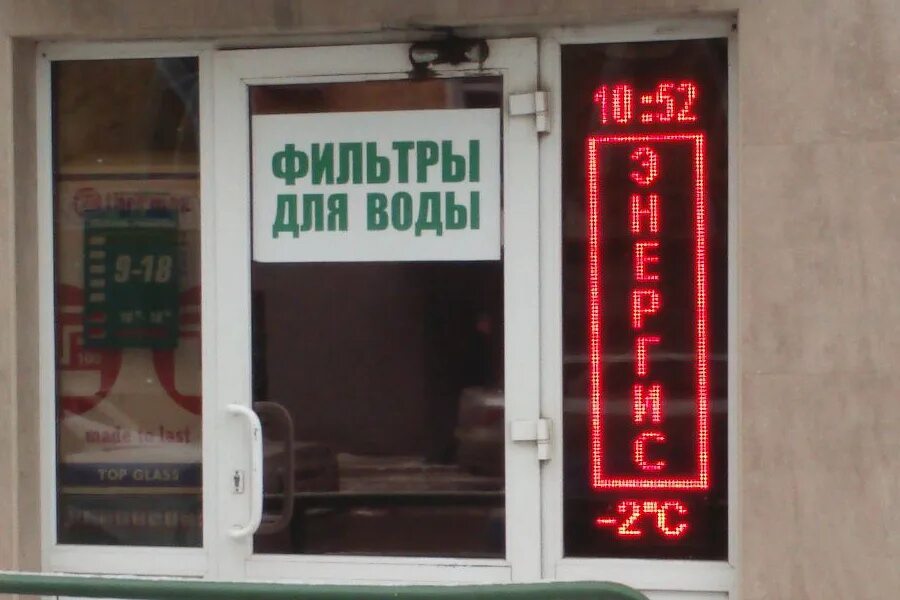 ФИЛЬТРЫ
ДЛЯ ВОДЫ
9-18
made to last
TOP GLASS
10:52
ЭНЕРГИС
-2°C